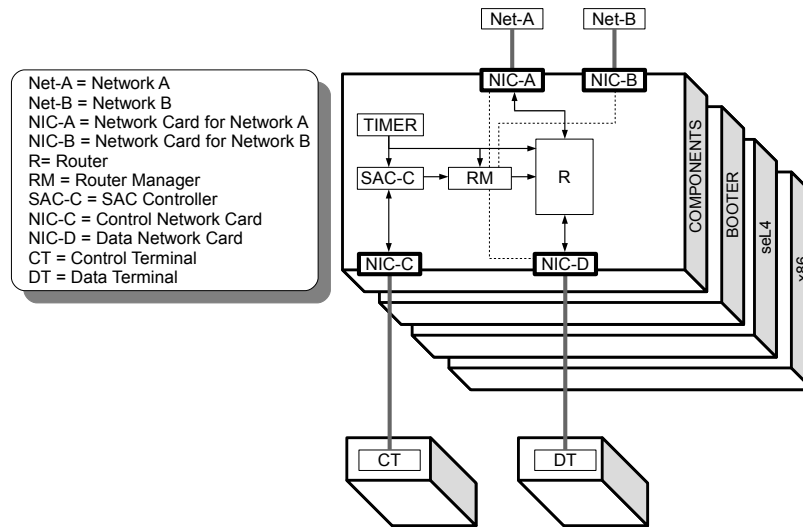 Net-A
Net-B
NIC-A
NIC-B
Net-A = Network A
Net-B = Network B
NIC-A = Network Card for Network A
NIC-B = Network Card for Network B
R= Router
RM = Router Manager
SAC-C = SAC Controller
NIC-C = Control Network Card
NIC-D = Data Network Card
CT = Control Terminal
DT = Data Terminal
TIMER
SAC-C
RM
R
NIC-C
NIC-D
COMPONENTS
BOOTER
seL4
x86
CT
DT